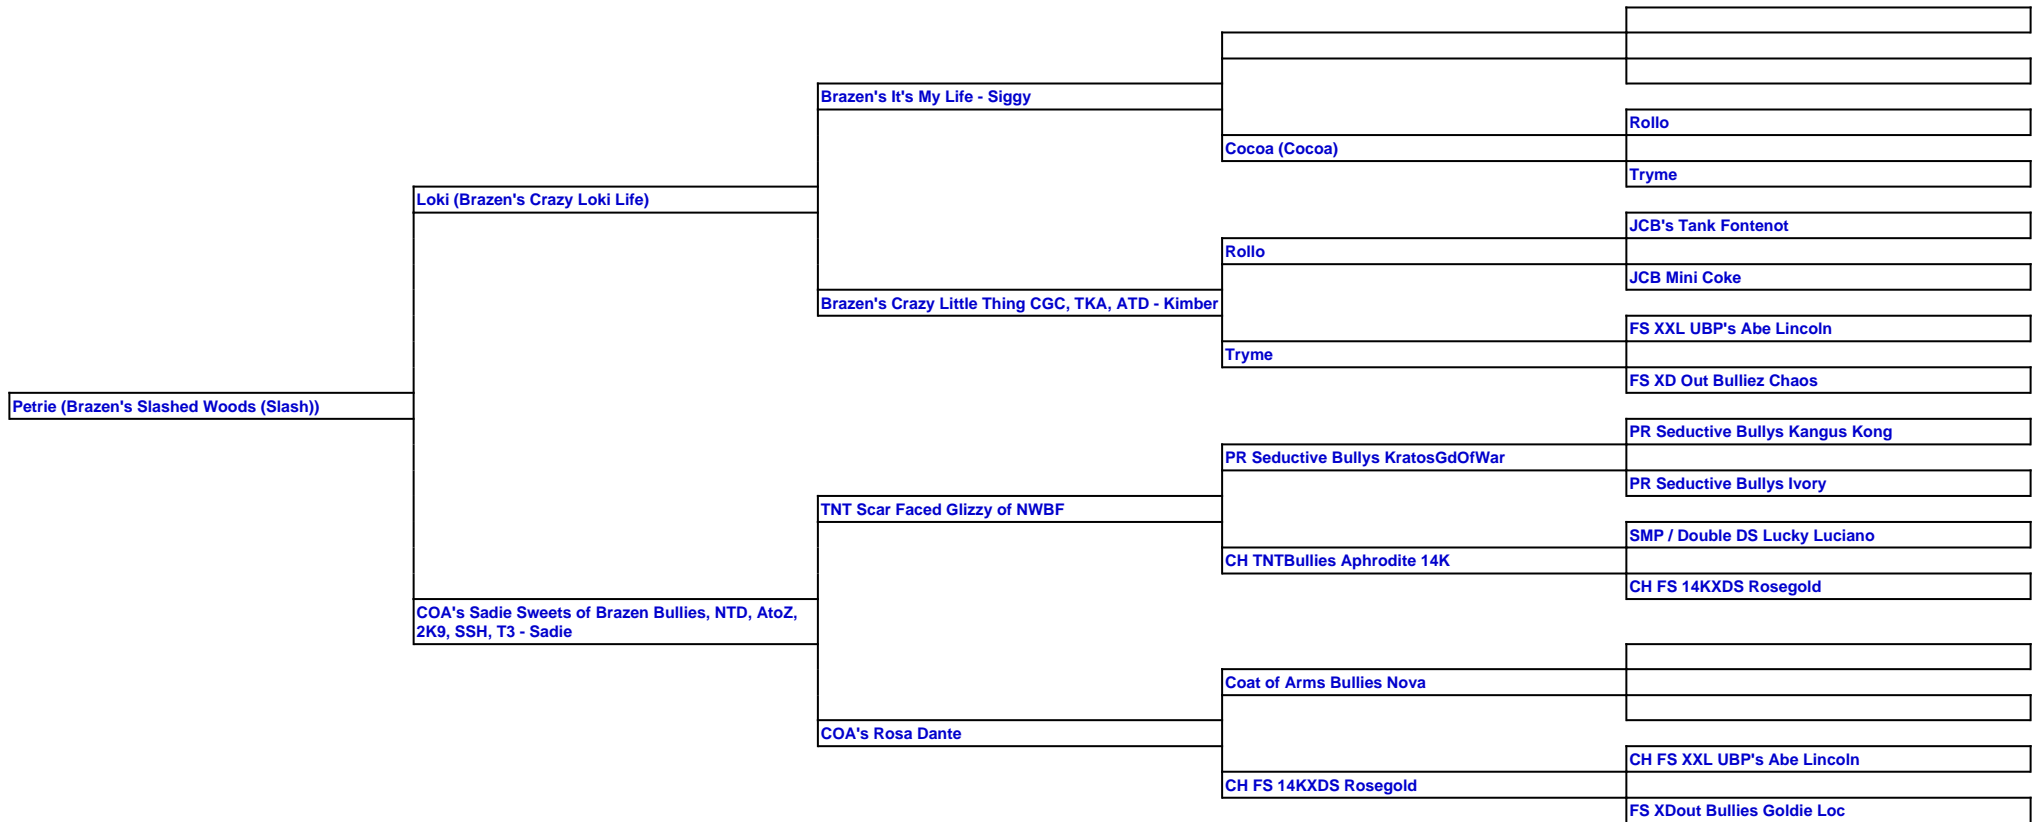 Brazen's It's My Life - Siggy
Rollo
Cocoa (Cocoa)
Tryme
Loki (Brazen's Crazy Loki Life)
JCB's Tank Fontenot
Rollo
JCB Mini Coke
Brazen's Crazy Little Thing CGC, TKA, ATD - Kimber
FS XXL UBP's Abe Lincoln
Tryme
FS XD Out Bulliez Chaos
Petrie (Brazen's Slashed Woods (Slash))
PR Seductive Bullys Kangus Kong
PR Seductive Bullys KratosGdOfWar
PR Seductive Bullys Ivory
TNT Scar Faced Glizzy of NWBF
SMP / Double DS Lucky Luciano
CH TNTBullies Aphrodite 14K
CH FS 14KXDS Rosegold
COA's Sadie Sweets of Brazen Bullies, NTD, AtoZ,
2K9, SSH, T3 - Sadie
Coat of Arms Bullies Nova
COA's Rosa Dante
CH FS XXL UBP's Abe Lincoln
CH FS 14KXDS Rosegold
FS XDout Bullies Goldie Loc